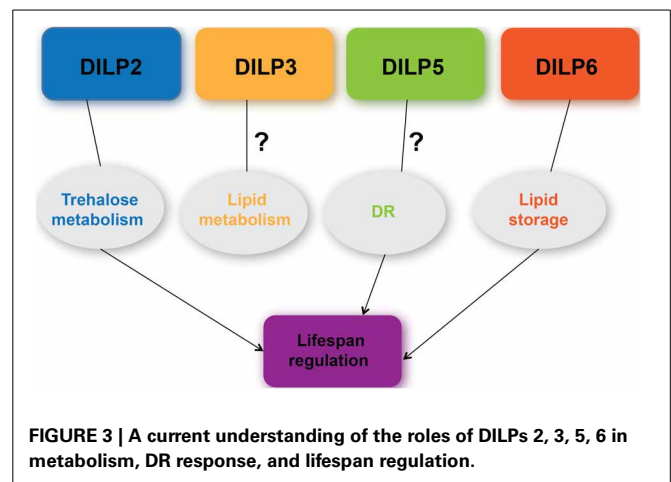 DILP2 DILP3 DILP5 DILP6
? ?
Trehalose metabolism
Lipid metabolism
DR
Lipid storage
Lifespan regulation
FIGURE 3 | A current understanding of the roles of DILPs 2, 3, 5, 6 in
metabolism, DR response, and lifespan regulation.